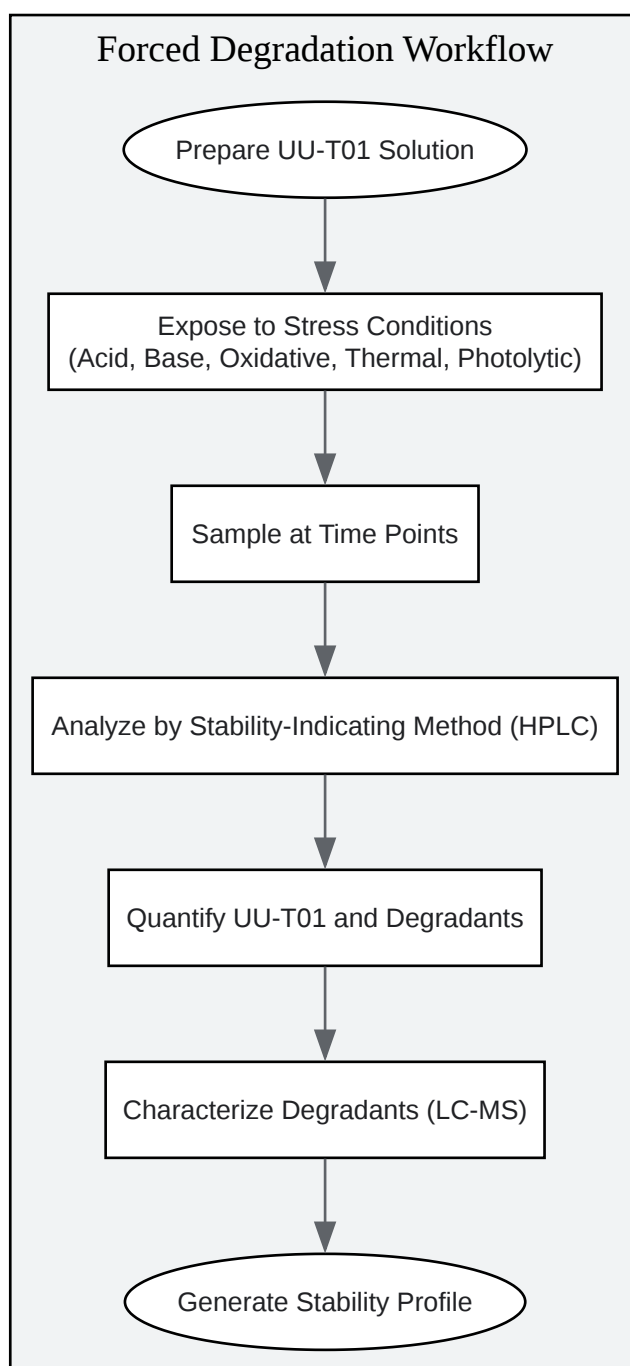 Forced Degradation Workflow
Prepare UU-T01 Solution
Expose to Stress Conditions
(Acid, Base, Oxidative, Thermal, Photolytic)
Sample at Time Points
Analyze by Stability-Indicating Method (HPLC)
Quantify UU-T01 and Degradants
Characterize Degradants (LC-MS)
Generate Stability Profile